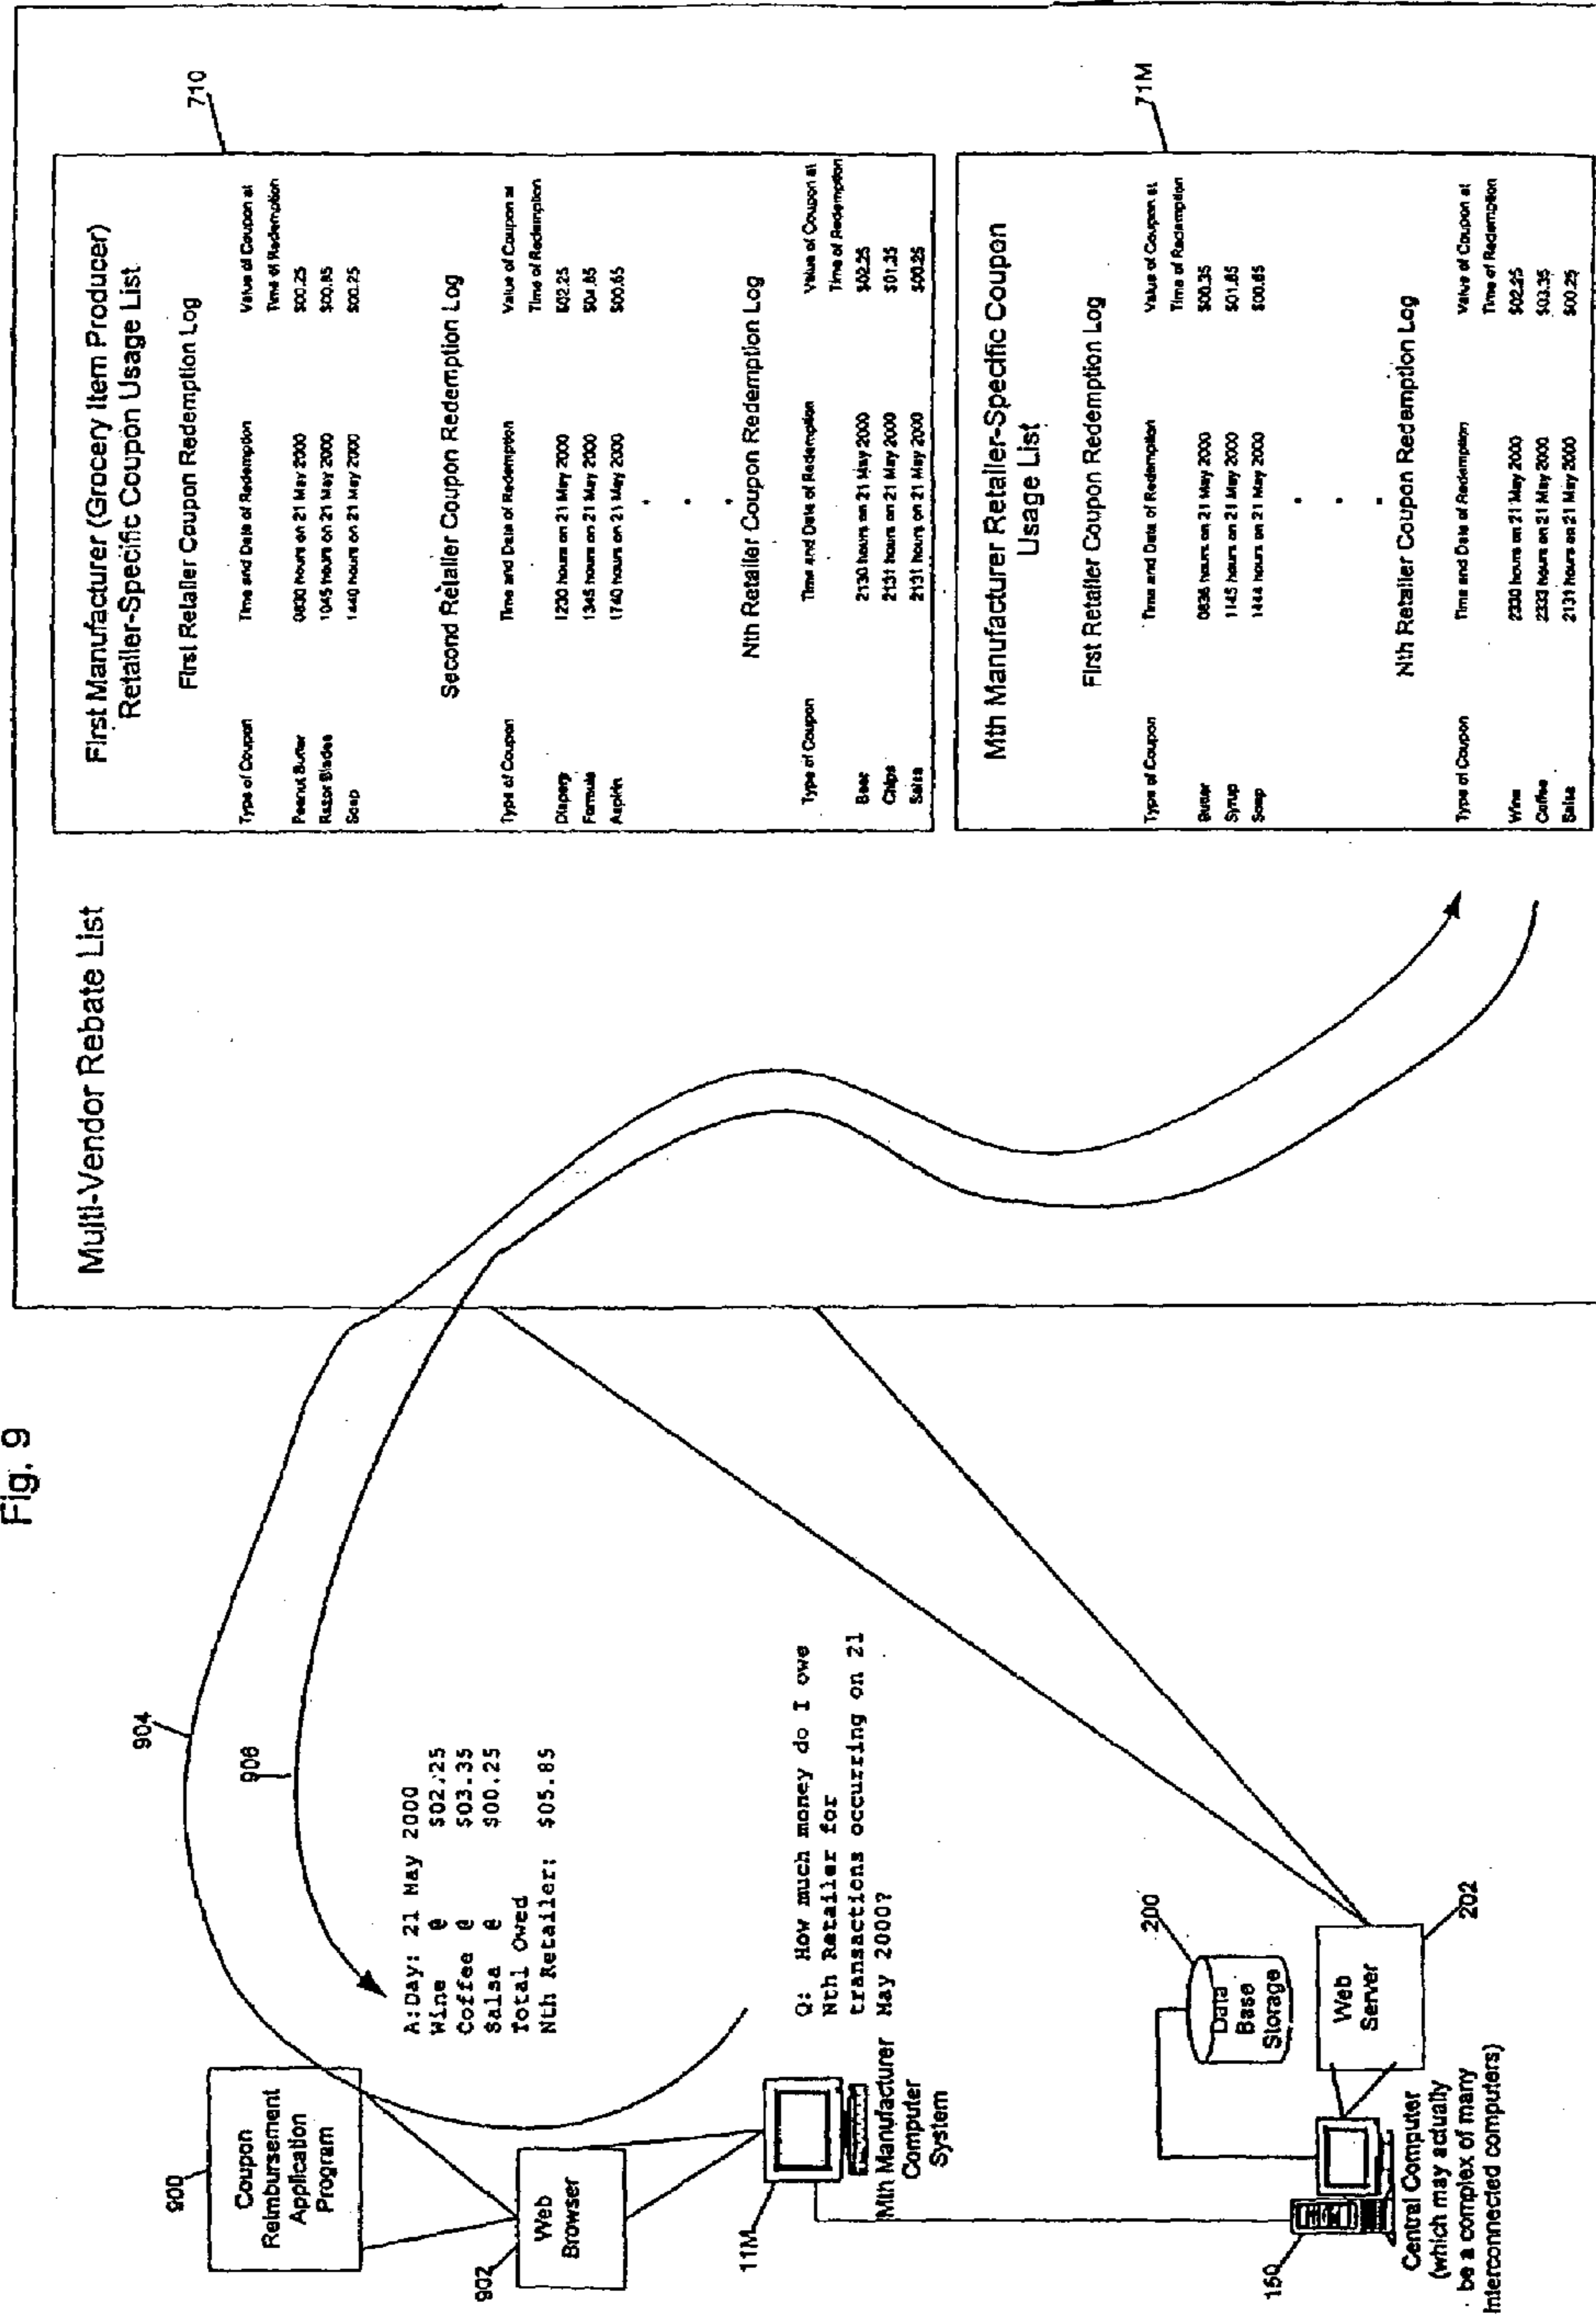 Fig. 9
900
Coupon
Reimbursement
Application
Program
902
Web
Browser
904
906
A:Day: 21 May 2000
Wine @ $02.25
Coffee @ $03.35
Salsa @ $00.25
Total Owed
Nth Retailer: $05.85
Q: How much money do I owe
Nth Retailer for
transactions occurring on 21
May 2000?
11M
Mth Manufacturer
Computer
System
200
Data
Base
Storage
Web
Server
202
150
Central Computer
(which may actually
be a complex of many
interconnected computers)
Multi-Vendor Rebate List
710
First Manufacturer (Grocery Item Producer)
Retailer-Specific Coupon Usage List
First Retailer Coupon Redemption Log
Type of Coupon Time and Date of Redemption Value of Coupon at
Time of Redemption
Peanut Butter 0830 hours on 21 May 2000 $00.25
Razor Blades 1045 hours on 21 May 2000 $00.85
Soap 1440 hours on 21 May 2000 $00.25
Second Retailer Coupon Redemption Log
Type of Coupon Time and Date of Redemption Value of Coupon at
Time of Redemption
Diapers 1230 hours on 21 May 2000 $02.25
Formula 1345 hours on 21 May 2000 $04.85
Aspirin 1740 hours on 21 May 2000 $00.65
Nth Retailer Coupon Redemption Log
Type of Coupon Time and Date of Redemption Value of Coupon at
Time of Redemption
Beer 2130 hours on 21 May 2000 $02.25
Chips 2131 hours on 21 May 2000 $01.35
Salsa 2131 hours on 21 May 2000 $00.25
71M
Mth Manufacturer Retailer-Specific Coupon
Usage List
First Retailer Coupon Redemption Log
Type of Coupon Time and Date of Redemption Value of Coupon at
Time of Redemption
Butter 0836 hours on 21 May 2000 $00.35
Syrup 1145 hours on 21 May 2000 $01.85
Soap 1444 hours on 21 May 2000 $00.65
Nth Retailer Coupon Redemption Log
Type of Coupon Time and Date of Redemption Value of Coupon at
Time of Redemption
Wine 2330 hours on 21 May 2000 $02.25
Coffee 2333 hours on 21 May 2000 $03.35
Salsa 2131 hours on 21 May 2000 $00.25